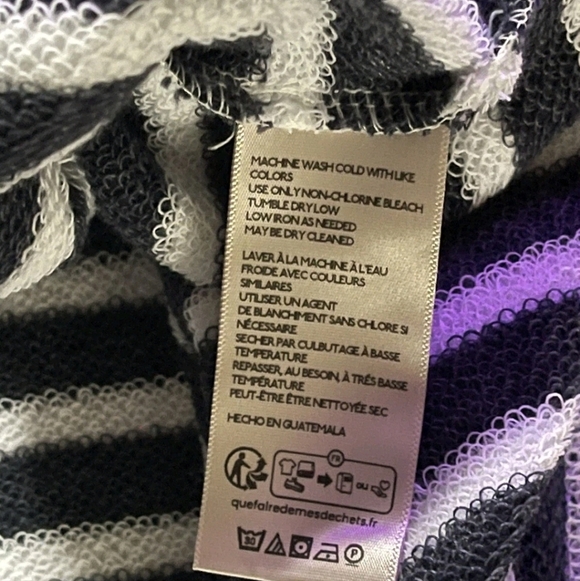 MACHINE WASH COLD WITH LIKE
COLORS
USE ONLY NON-CHLORINE BLEACH
TUMBLE DRY LOW
LOW IRON AS NEEDED
MAY BE DRY CLEANED
LAVER À LA MACHINE À L'EAU
FROIDE AVEC COULEURS
SIMILAIRES
UTILISER UN AGENT
DE BLANCHIMENT SANS CHLORE SI
NÉCESSAIRE
SECHER PAR CULBUTAGE À BASSE
TEMPERATURE
REPASSER, AU BESOIN, À TRÉS BASSE
TEMPÉRATURE
PEUT-ÊTRE ÊTRE NETTOYÉE SEC
HECHO EN GUATEMALA
FR
ou
quefairedemesdechets.fr
30
P